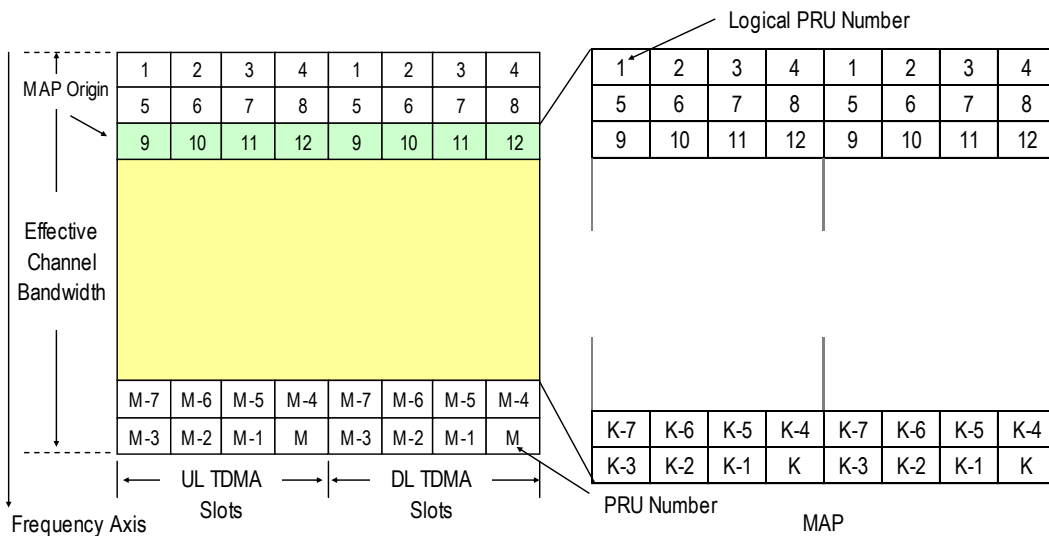 Logical PRU Number
MAP Origin
1 2 3 4 1 2 3 4
5 6 7 8 5 6 7 8
9 10 11 12 9 10 11 12
Effective
Channel
Bandwidth
M-7 M-6 M-5 M-4 M-7 M-6 M-5 M-4
M-3 M-2 M-1 M M-3 M-2 M-1 M
UL TDMA
Slots
DL TDMA
Slots
Frequency Axis
PRU Number
1 2 3 4 1 2 3 4
5 6 7 8 5 6 7 8
9 10 11 12 9 10 11 12
K-7 K-6 K-5 K-4 K-7 K-6 K-5 K-4
K-3 K-2 K-1 K K-3 K-2 K-1 K
MAP